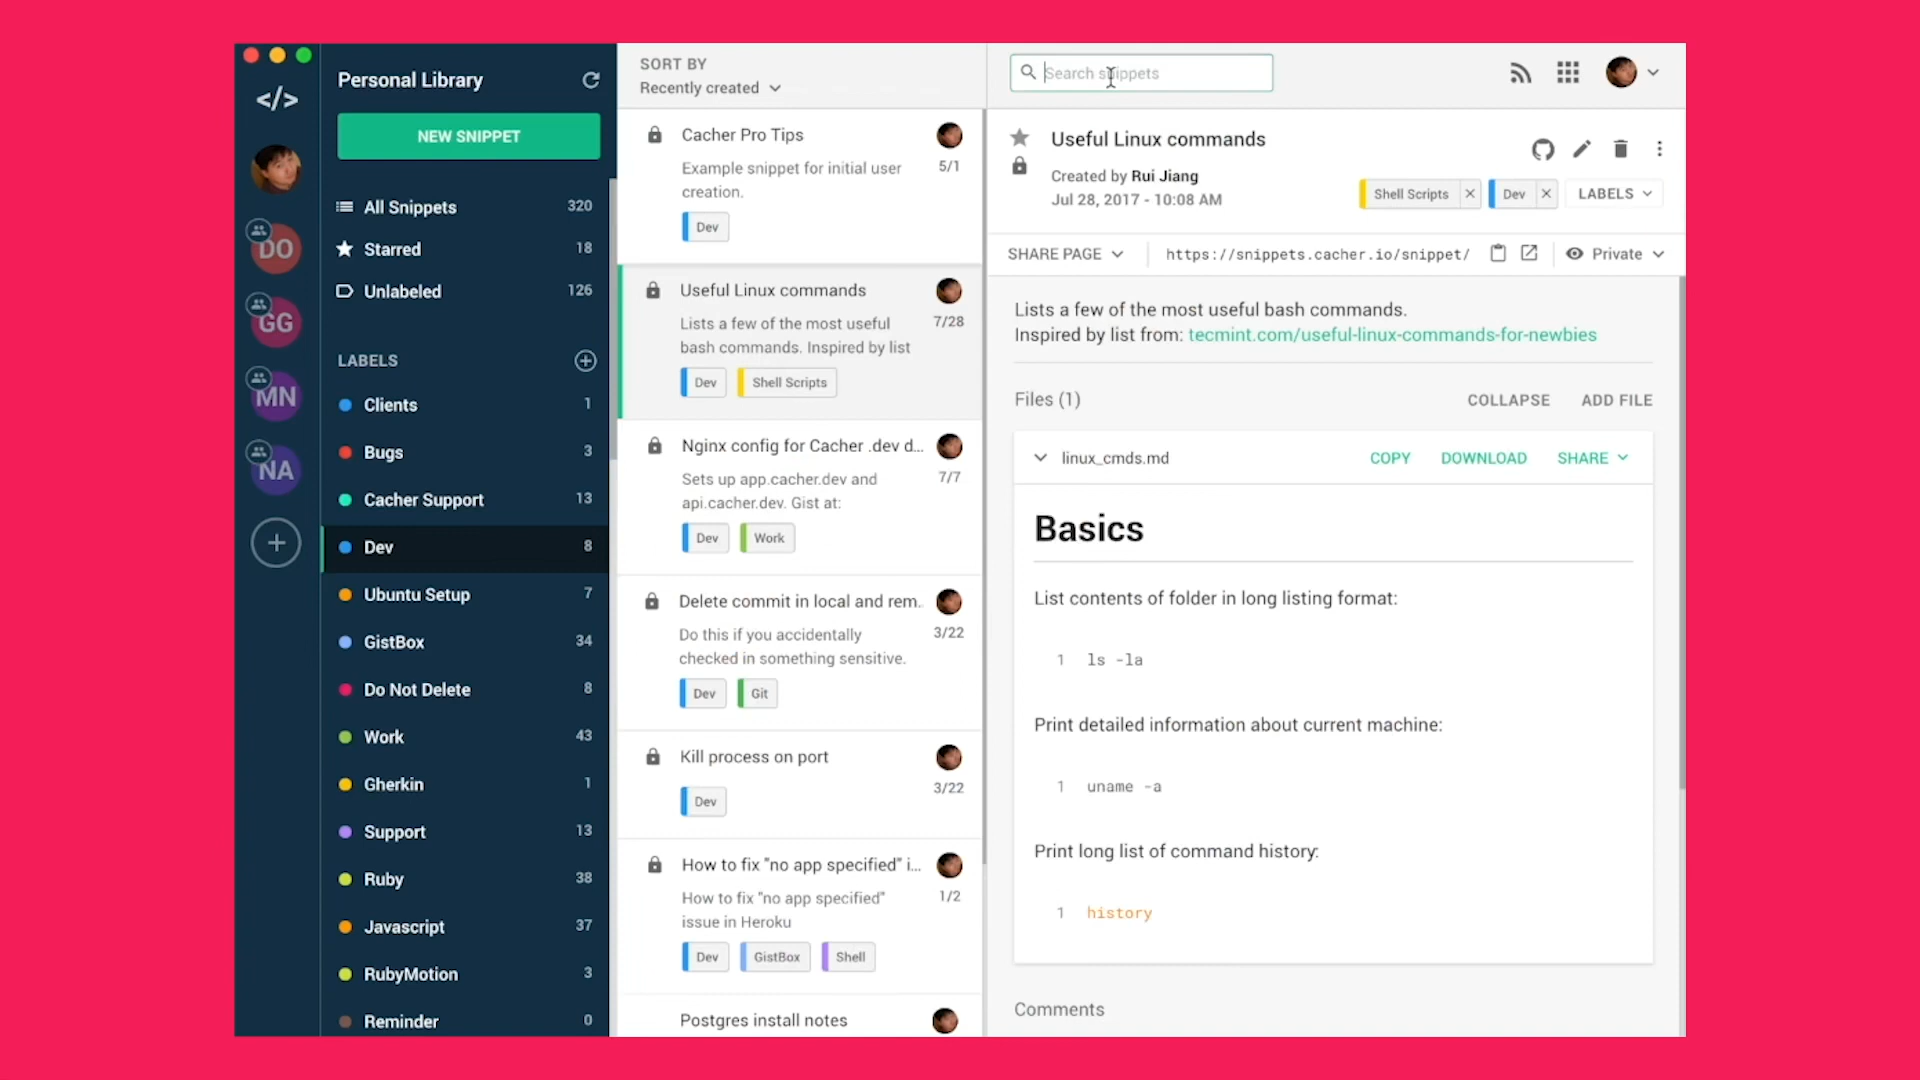 </>
DO
GG
MN
NA
Personal Library
NEW SNIPPET
All Snippets 320
Starred 18
Unlabeled 126
LABELS
Clients 1
Bugs 3
Cacher Support 13
Dev 8
Ubuntu Setup 7
GistBox 34
Do Not Delete 8
Work 43
Gherkin 1
Support 13
Ruby 38
Javascript 37
RubyMotion 3
Reminder 0
SORT BY
Recently created
Cacher Pro Tips
5/1
Example snippet for initial user
creation.
Dev
Useful Linux commands
7/28
Lists a few of the most useful
bash commands. Inspired by list
Dev Shell Scripts
Nginx config for Cacher .dev d...
7/7
Sets up app.cacher.dev and
api.cacher.dev. Gist at:
Dev Work
Delete commit in local and rem.
3/22
Do this if you accidentally
checked in something sensitive.
Dev Git
Kill process on port
3/22
Dev
How to fix "no app specified" i...
1/2
How to fix "no app specified"
issue in Heroku
Dev GistBox Shell
Postgres install notes
Search snippets
Useful Linux commands
Created by Rui Jiang
Jul 28, 2017 - 10:08 AM
Shell Scripts Dev LABELS
SHARE PAGE https://snippets.cacher.io/snippet/ Private
Lists a few of the most useful bash commands.
Inspired by list from: tecmint.com/useful-linux-commands-for-newbies
Files (1) COLLAPSE ADD FILE
linux_cmds.md COPY DOWNLOAD SHARE
Basics
List contents of folder in long listing format:
1 ls -la
Print detailed information about current machine:
1 uname -a
Print long list of command history:
1 history
Comments